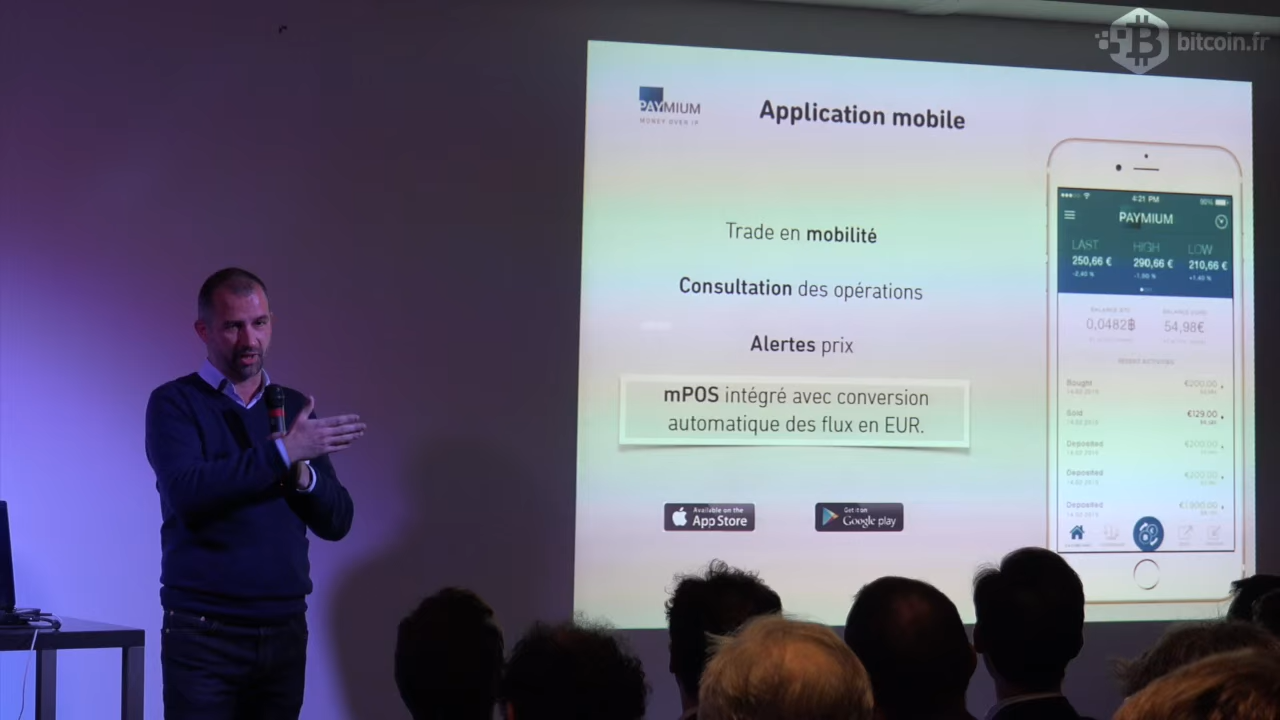 bitcoin.fr
PAYMIUM
MONEY OVER IP
Application mobile
Trade en mobilité
Consultation des opérations
Alertes prix
mPOS intégré avec conversion
automatique des flux en EUR.
Available on the
App Store
Get it on
Google play
4:21 PM
PAYMIUM
LAST HIGH LOW
250,66 € 290,66 € 210,66 €
0,0482฿ 54,98€
Bought €200.00
Sold €129.00
Deposited €200.00
Deposited €200.00
Deposited